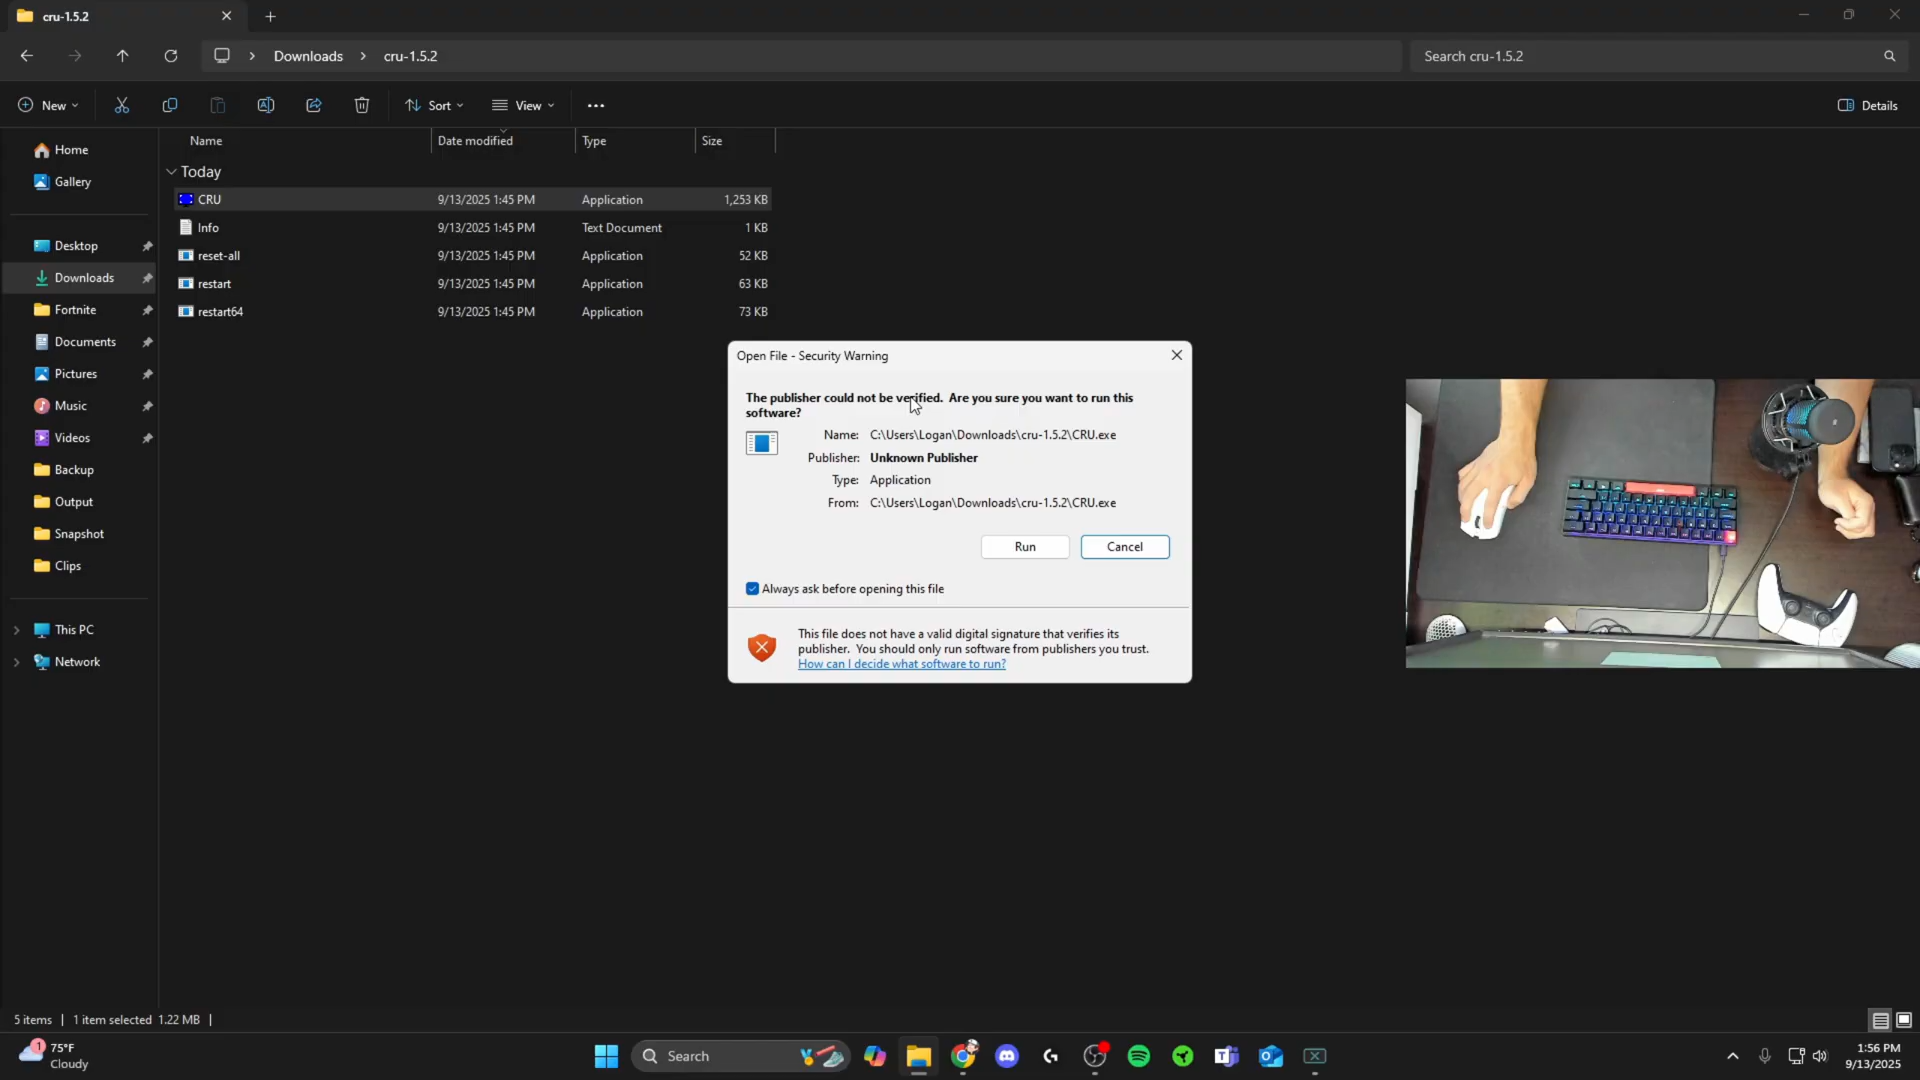 cru-1.5.2
Downloads
cru-1.5.2
Search cru-1.5.2
New
Sort
View
Details
Name
Date modified
Type
Size
Home
Gallery
Desktop
Downloads
Fortnite
Documents
Pictures
Music
Videos
Backup
Output
Snapshot
Clips
This PC
Network
Today
CRU 9/13/2025 1:45 PM Application 1,253 KB
Info 9/13/2025 1:45 PM Text Document 1 KB
reset-all 9/13/2025 1:45 PM Application 52 KB
restart 9/13/2025 1:45 PM Application 63 KB
restart64 9/13/2025 1:45 PM Application 73 KB
Open File - Security Warning
The publisher could not be verified. Are you sure you want to run this
software?
Name: C:\Users\Logan\Downloads\cru-1.5.2\CRU.exe
Publisher: Unknown Publisher
Type: Application
From: C:\Users\Logan\Downloads\cru-1.5.2\CRU.exe
Run
Cancel
Always ask before opening this file
This file does not have a valid digital signature that verifies its
publisher. You should only run software from publishers you trust.
How can I decide what software to run?
5 items
1 item selected 1.22 MB
1
75°F
Cloudy
Search
1:56 PM
9/13/2025